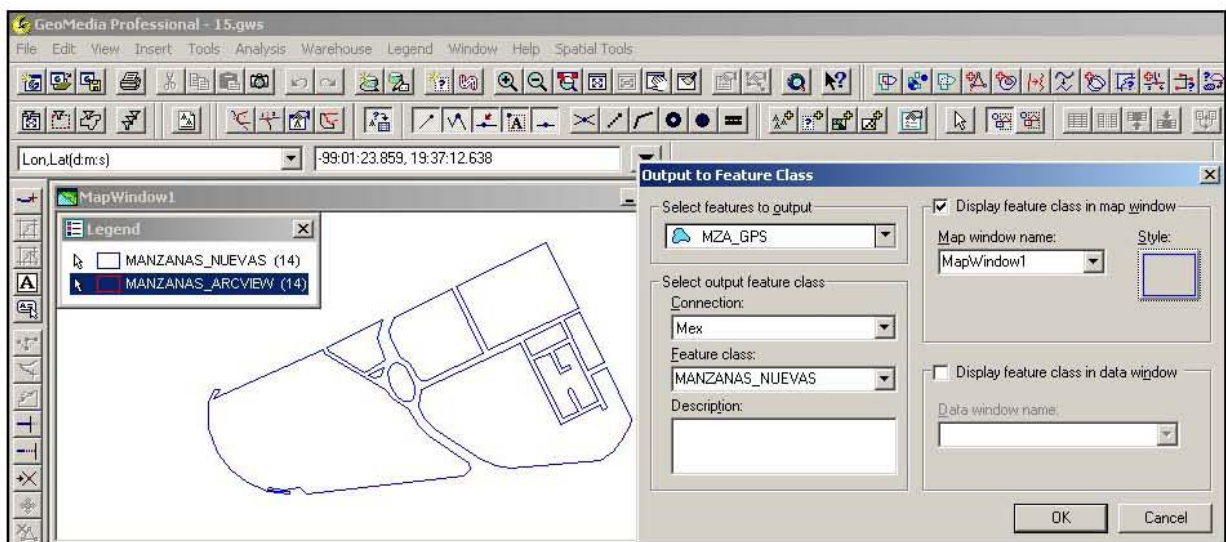 GeoMedia Professional - 15.gws
File Edit View Insert Tools Analysis Warehouse Legend Window Help Spatial Tools
Lon,Lat(d:m:s) -99:01:23.859, 19:37:12.638
MapWindow1
Legend
MANZANAS_NUEVAS (14)
MANZANAS_ARCVIEW (14)
Output to Feature Class
Select features to output
MZA_GPS
Select output feature class
Connection:
Mex
Feature class:
MANZANAS_NUEVAS
Description:
Display feature class in map window
Map window name: Style:
MapWindow1
Display feature class in data window
Data window name:
OK Cancel